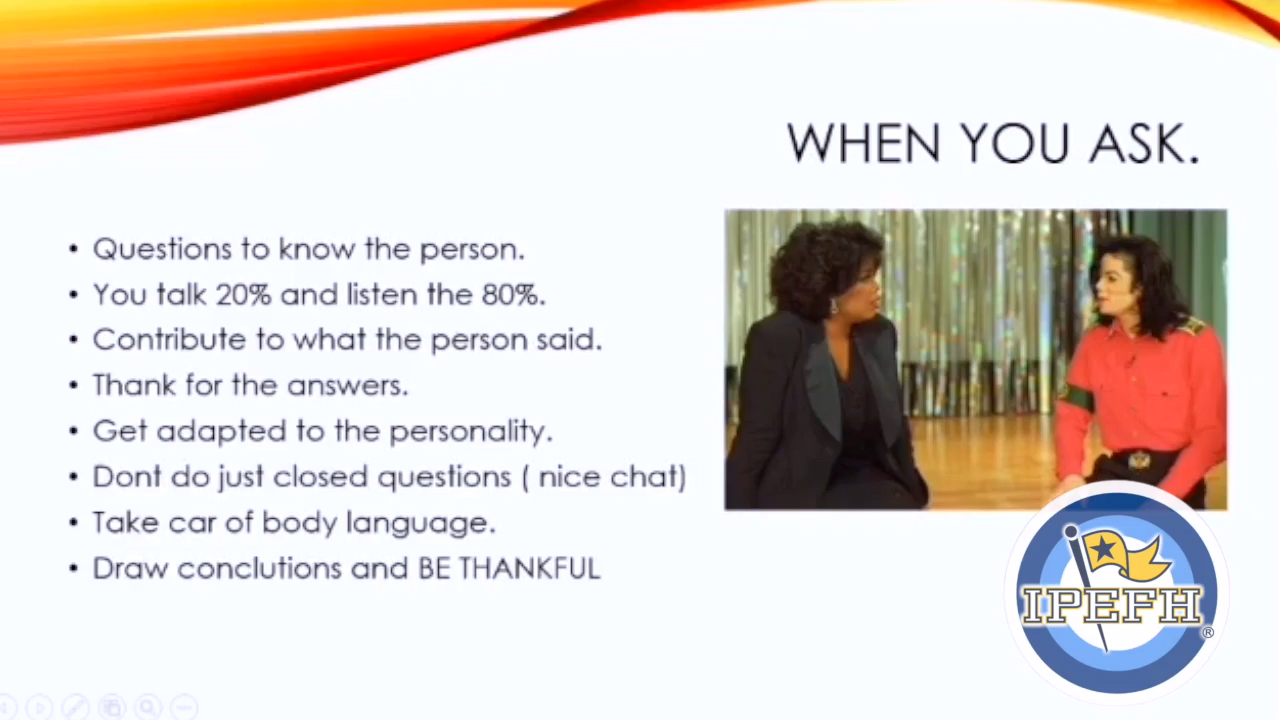 WHEN YOU ASK.
• Questions to know the person.
• You talk 20% and listen the 80%.
• Contribute to what the person said.
• Thank for the answers.
• Get adapted to the personality.
• Dont do just closed questions ( nice chat)
• Take car of body language.
• Draw conclutions and BE THANKFUL
IPEFH®